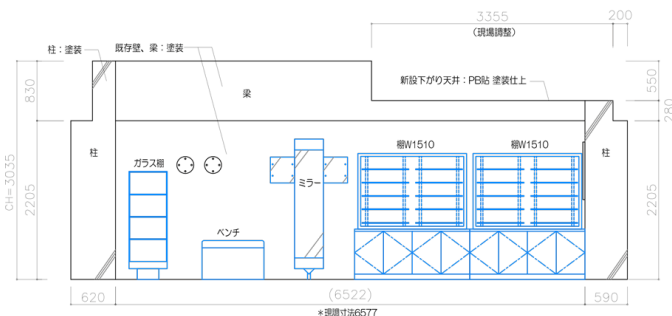 3355
200
(現場調整)
柱：塗装
既存壁、梁：塗装
新設下がり天井：PB貼 塗装仕上
830
550
280
梁
CH=3035
2205
2205
柱
柱
ガラス棚
ミラー
棚W1510
棚W1510
ベンチ
620
(6522)
590
＊現調寸法6577